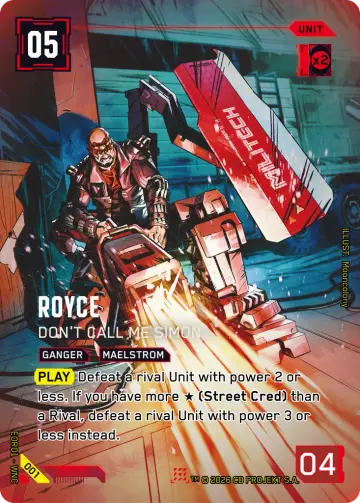 05
UNIT
x2
MILITECH
ILLUST. Mooncolony
ROYCE
DON'T CALL ME SIMON
GANGER MAELSTROM
PLAY Defeat a rival Unit with power 2 or
less. If you have more ★ (Street Cred) than
a Rival, defeat a rival Unit with power 3 or
less instead.
001
™ © 2026 CD PROJEKT S.A.
04